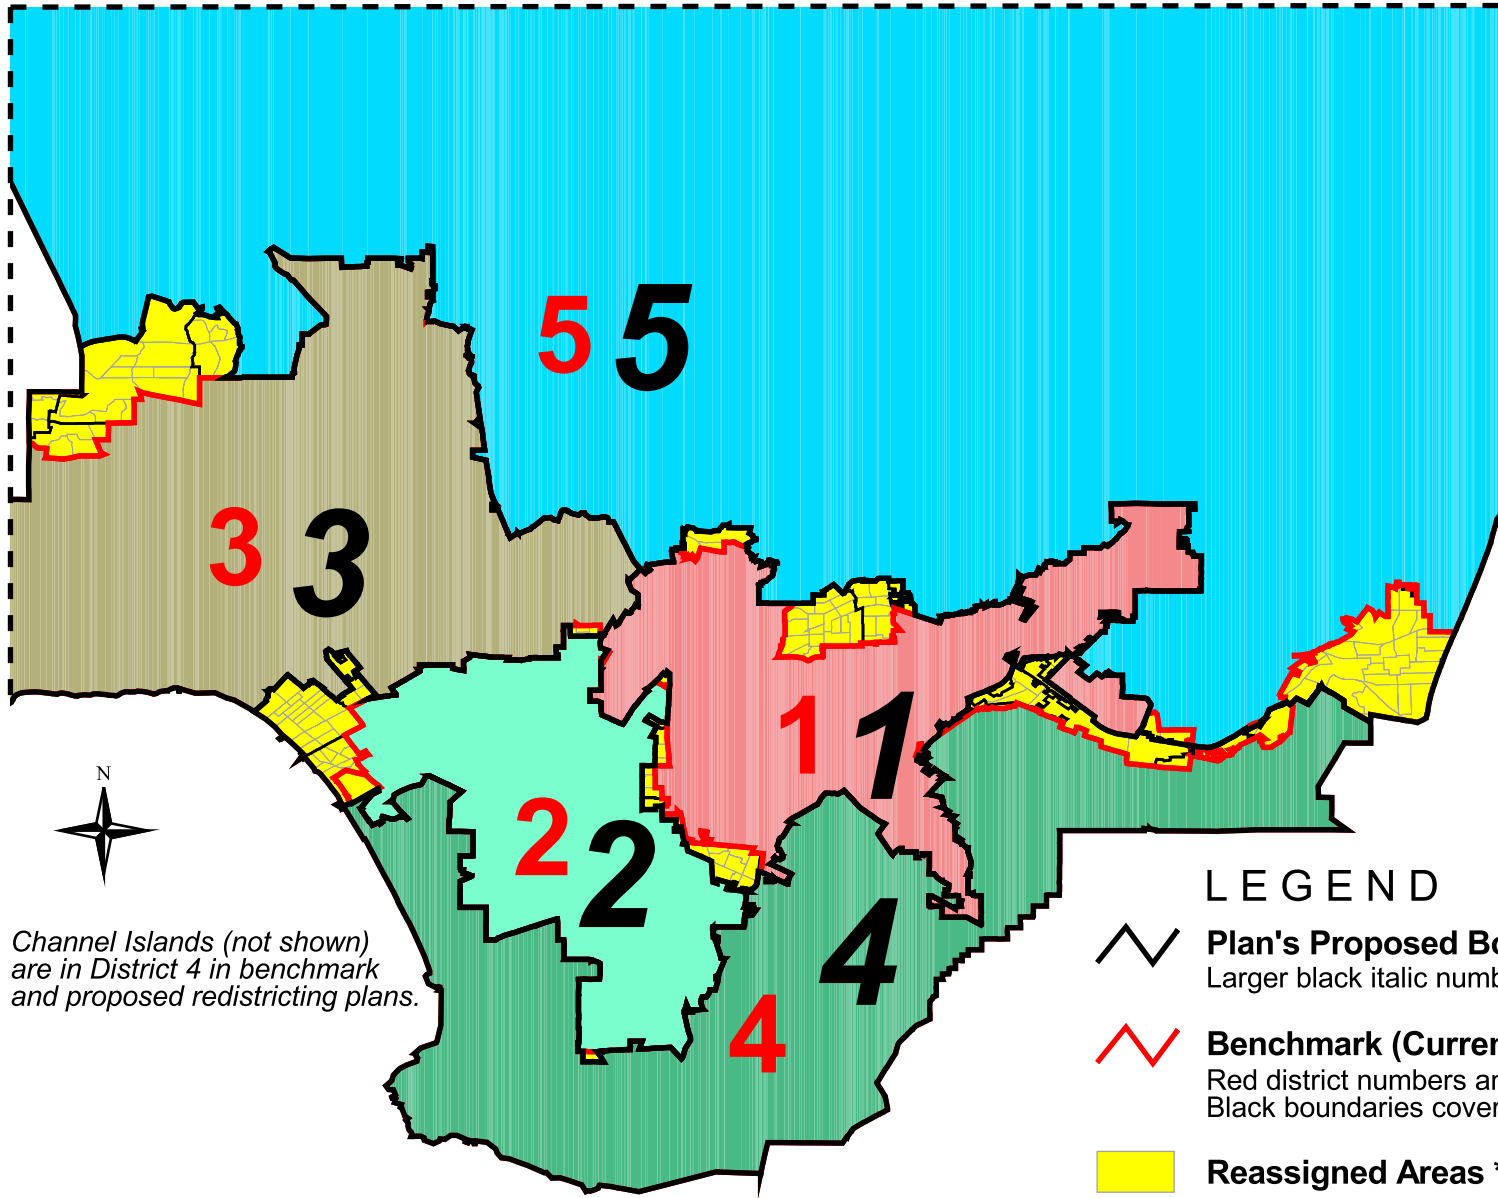 5 5
3 3
1 1
2 2
4 4
N
Channel Islands (not shown)
are in District 4 in benchmark
and proposed redistricting plans.
LEGEND
Plan's Proposed
Larger black italic
Benchmark
Red district numbers
Black boundaries
Reassigned Areas *